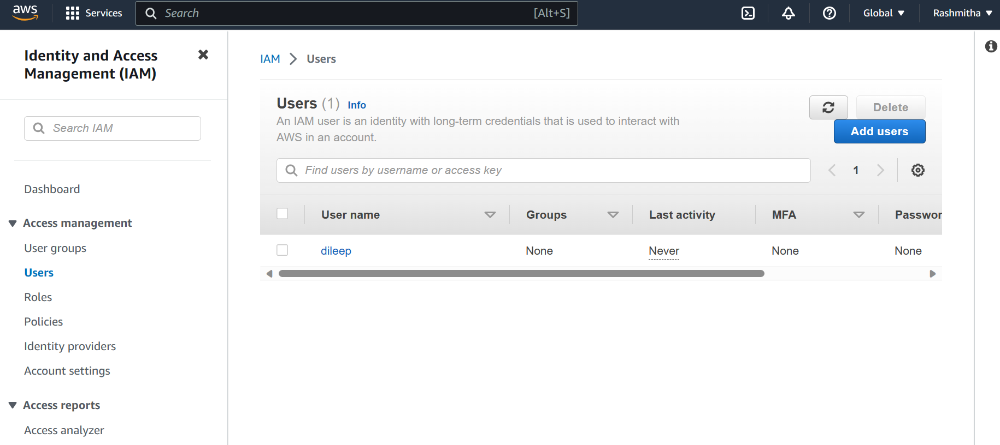 aws
Services
Search [Alt+S]
Global
Rashmitha
Identity and Access
Management (IAM)
Search IAM
Dashboard
Access management
User groups
Users
Roles
Policies
Identity providers
Account settings
Access reports
Access analyzer
IAM > Users
Users (1) Info
An IAM user is an identity with long-term credentials that is used to interact with
AWS in an account.
Delete
Add users
Find users by username or access key
1
User name Groups Last activity MFA Passwor
dileep None Never None None